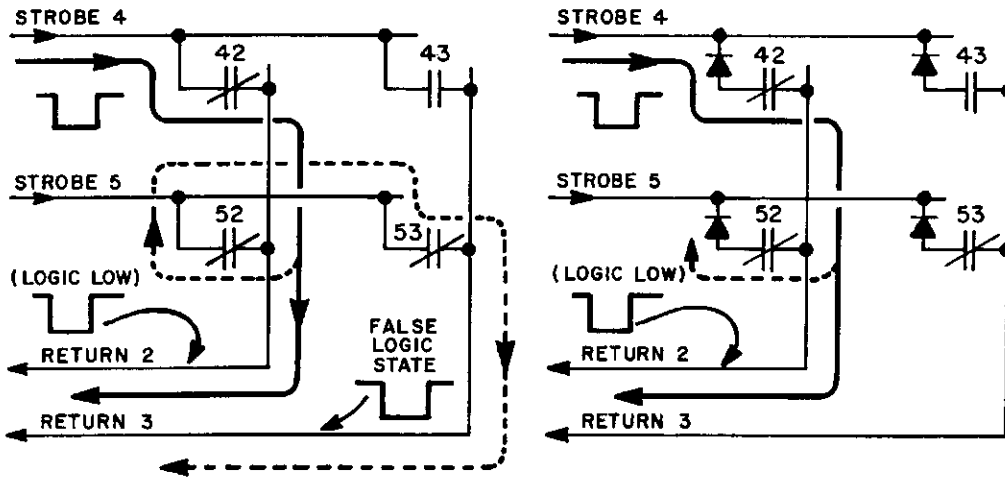 STROBE 4
42
43
STROBE 5
52
53
(LOGIC LOW)
RETURN 2
FALSE
LOGIC
STATE
RETURN 3
STROBE 4
42
43
STROBE 5
52
53
(LOGIC LOW)
RETURN 2
RETURN 3